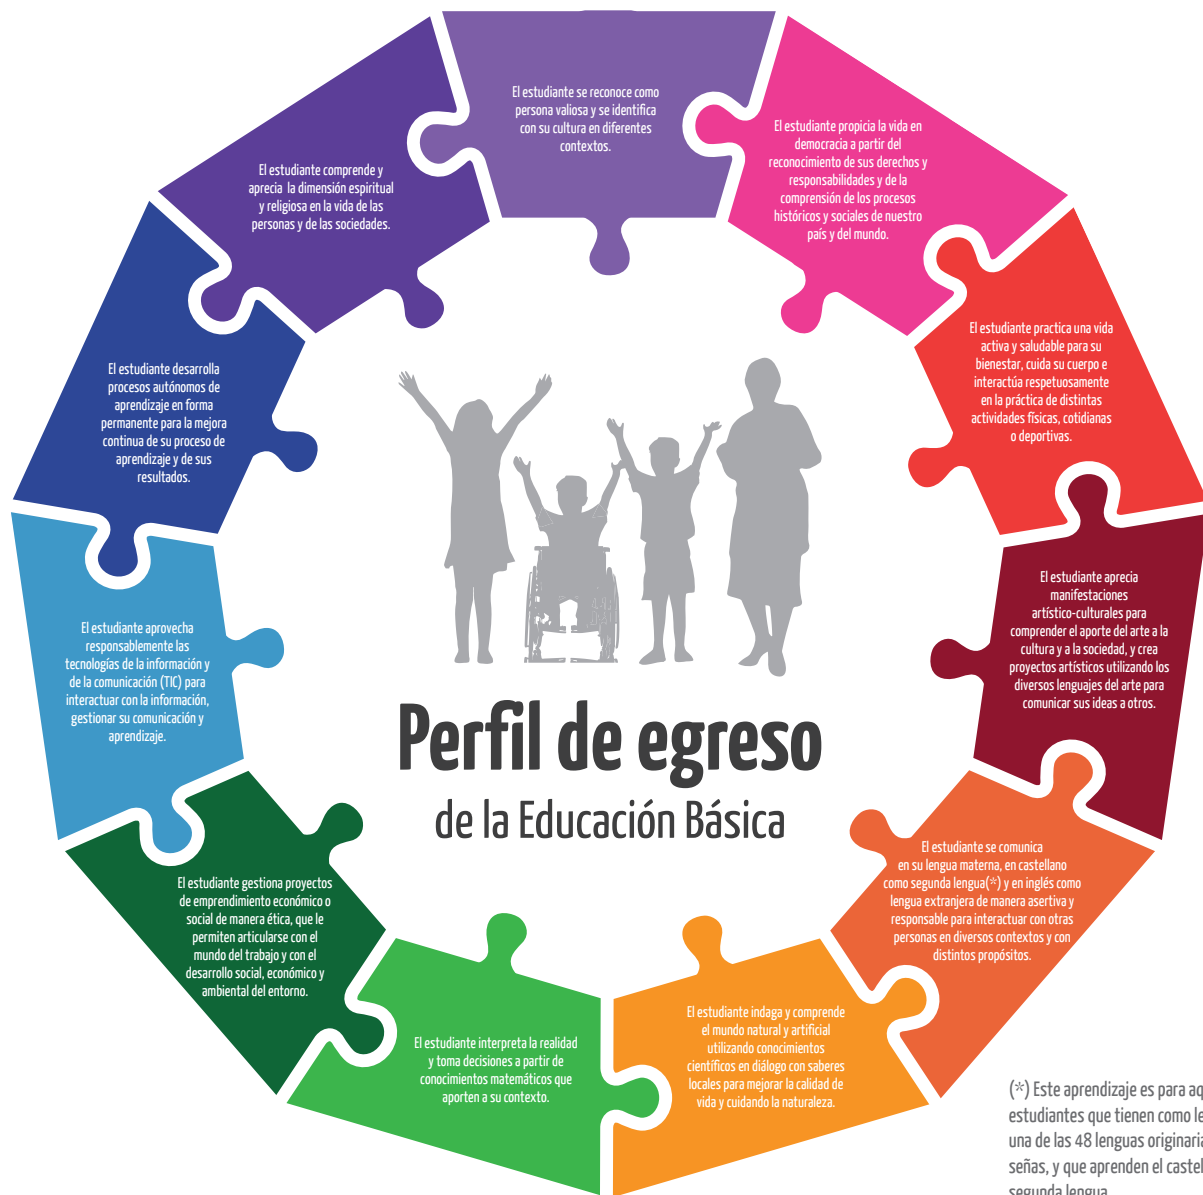 El estudiante se reconoce como
persona valiosa y se identifica
con su cultura en diferentes
contextos.
El estudiante propicia la vida en
democracia a partir del
reconocimiento de sus derechos y
responsabilidades y de la
comprensión de los procesos
históricos y sociales de nuestro
país y del mundo.
El estudiante practica una vida
activa y saludable para su
bienestar, cuida su cuerpo e
interactúa respetuosamente
en la práctica de distintas
actividades físicas, cotidianas
o deportivas.
El estudiante aprecia
manifestaciones
artístico-culturales para
comprender el aporte del arte a la
cultura y a la sociedad, y crea
proyectos artísticos utilizando los
diversos lenguajes del arte para
comunicar sus ideas a otros.
El estudiante se comunica
en su lengua materna, en castellano
como segunda lengua(*) y en inglés como
lengua extranjera de manera asertiva y
responsable para interactuar con otras
personas en diversos contextos y con
distintos propósitos.
El estudiante indaga y comprende
el mundo natural y artificial
utilizando conocimientos
científicos en diálogo con saberes
locales para mejorar la calidad de
vida y cuidando la naturaleza.
El estudiante interpreta la realidad
y toma decisiones a partir de
conocimientos matemáticos que
aporten a su contexto.
El estudiante gestiona proyectos
de emprendimiento económico o
social de manera ética, que le
permiten articularse con el
mundo del trabajo y con el
desarrollo social, económico y
ambiental del entorno.
El estudiante aprovecha
responsablemente las
tecnologías de la información y
de la comunicación (TIC) para
interactuar con la información,
gestionar su comunicación y
aprendizaje.
El estudiante desarrolla
procesos autónomos de
aprendizaje en forma
permanente para la mejora
continua de su proceso de
aprendizaje y de sus
resultados.
El estudiante comprende y
aprecia la dimensión espiritual
y religiosa en la vida de las
personas y de las sociedades.
Perfil de egreso
de la Educación Básica
(*) Este aprendizaje es para
estudiantes que tienen como
una de las 48 lenguas
señas, y que aprenden el
segunda lengua